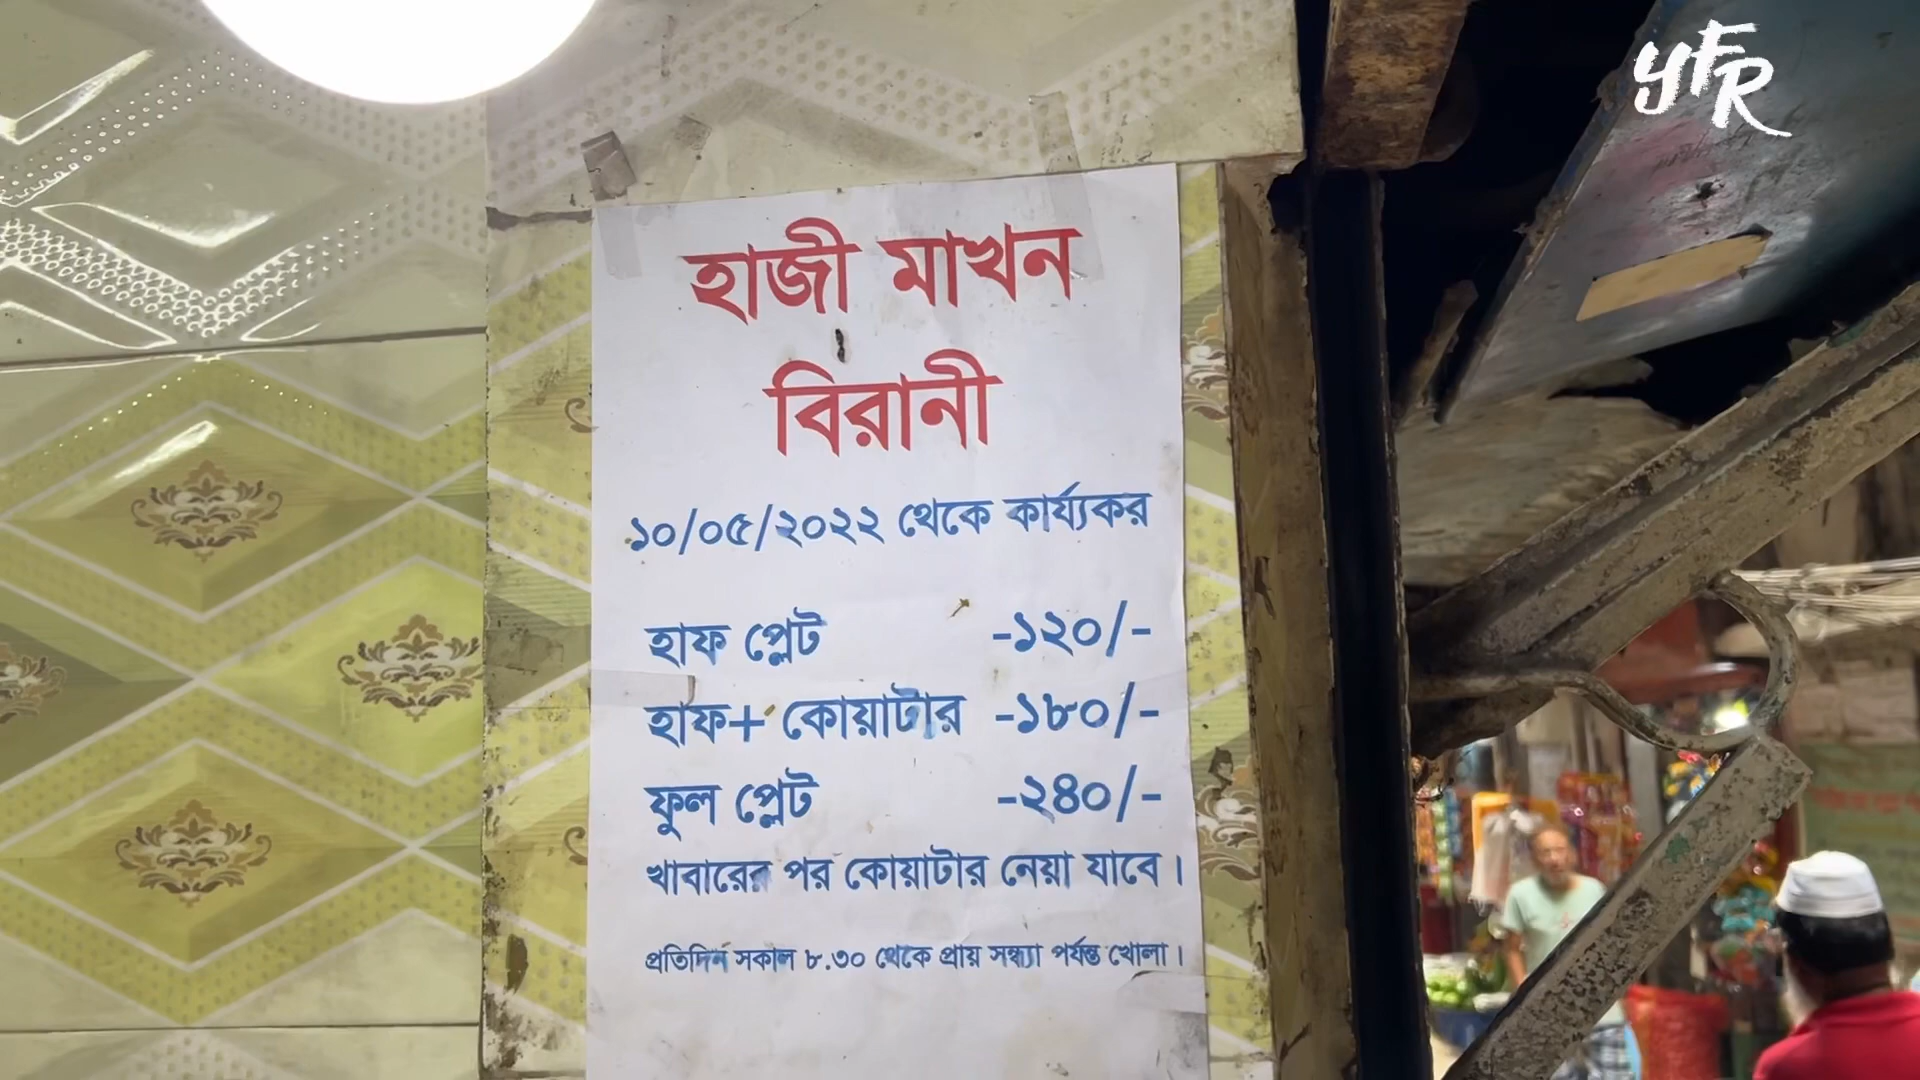 YFR
হাজী মাখন
বিরানী
১০/০৫/২০২২ থেকে কার্য্যকর
হাফ প্লেট -১২০/-
হাফ+ কোয়াটার -১৮০/-
ফুল প্লেট -২৪০/-
খাবারের পর কোয়াটার নেয়া যাবে।
প্রতিদিন সকাল ৮.৩০ থেকে প্রায় সন্ধ্যা পর্যন্ত খোলা।